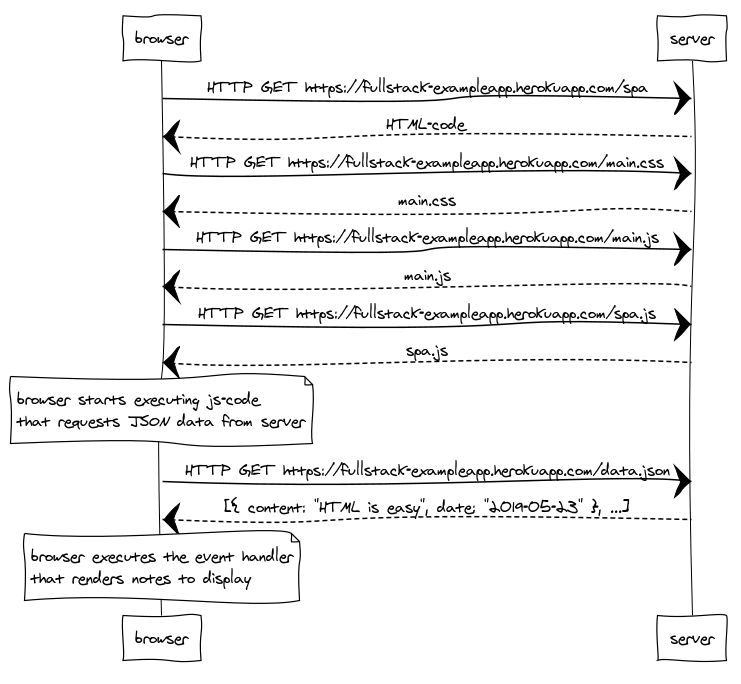 browser
server
HTTP GET https://fullstack-exampleapp.herokuapp.com/spa
HTML-code
HTTP GET https://fullstack-exampleapp.herokuapp.com/main.css
main.css
HTTP GET https://fullstack-exampleapp.herokuapp.com/main.js
main.js
HTTP GET https://fullstack-exampleapp.herokuapp.com/spa.js
spa.js
browser starts executing js-code
that requests JSON data from server
HTTP GET https://fullstack-exampleapp.herokuapp.com/data.json
[{ content: "HTML is easy", date: "2019-05-23" }, ...]
browser executes the event handler
that renders notes to display
browser
server